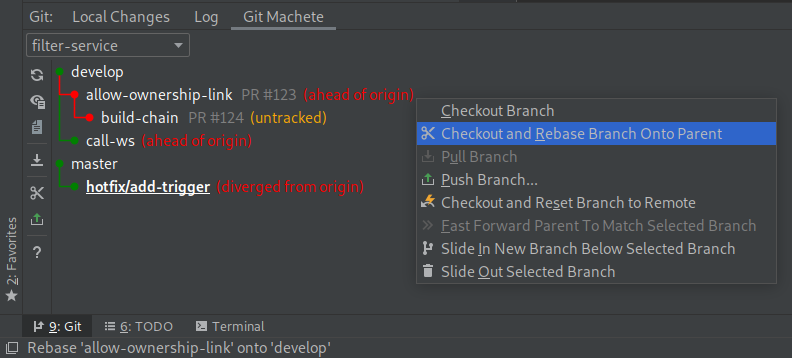 Git: Local Changes Log Git Machete
filter-service
develop
allow-ownership-link PR #123 (ahead of origin)
build-chain PR #124 (untracked)
call-ws (ahead of origin)
master
hotfix/add-trigger (diverged from origin)
Checkout Branch
Checkout and Rebase Branch Onto Parent
Pull Branch
Push Branch...
Checkout and Reset Branch to Remote
Fast Forward Parent To Match Selected Branch
Slide In New Branch Below Selected Branch
Slide Out Selected Branch
?
2: Favorites
9: Git 6: TODO Terminal
Rebase 'allow-ownership-link' onto 'develop'